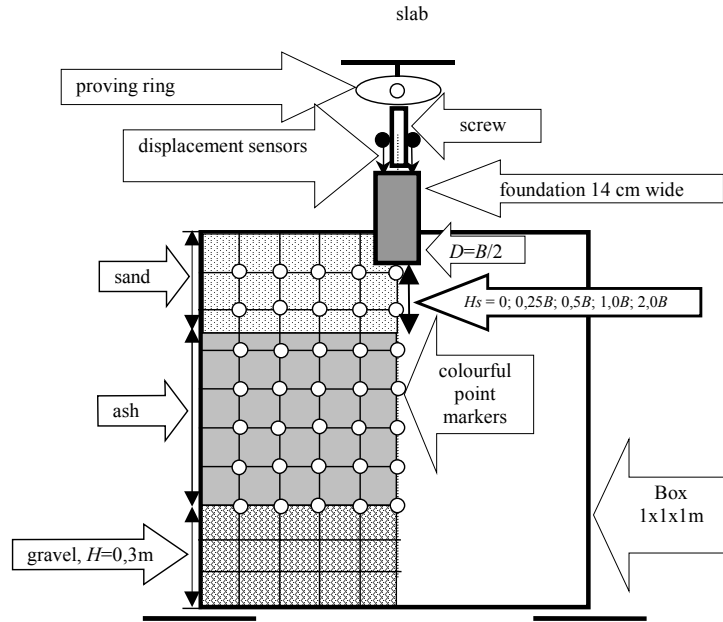 slab
proving ring
screw
displacement sensors
foundation 14 cm wide
D=B/2
sand
Hs = 0; 0,25B; 0,5B; 1,0B; 2,0B
colourful
point
markers
ash
Box
1x1x1m
gravel, H=0,3m